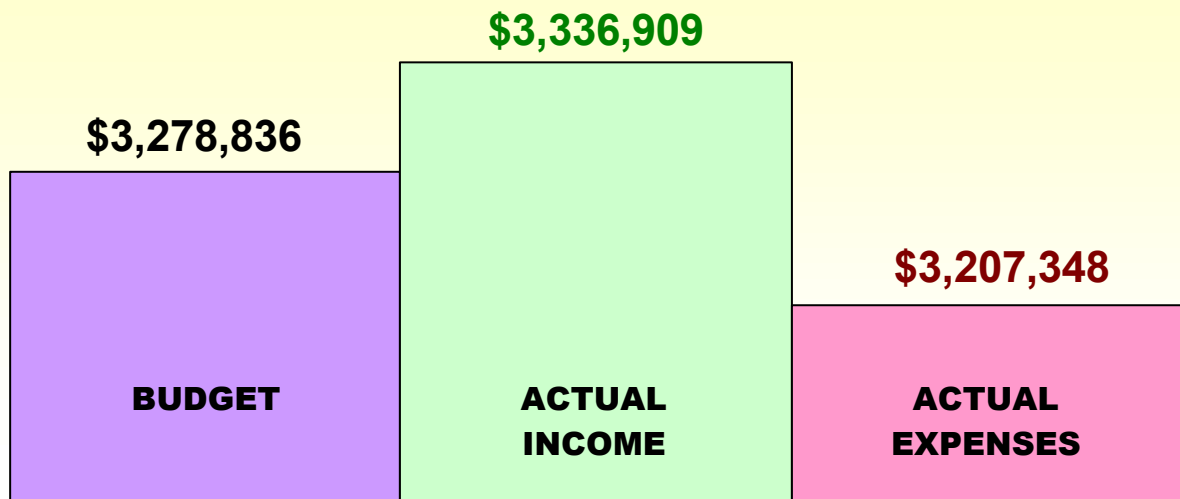 $3,336,909
$3,278,836
$3,207,348
BUDGET
ACTUAL
INCOME
ACTUAL
EXPENSES